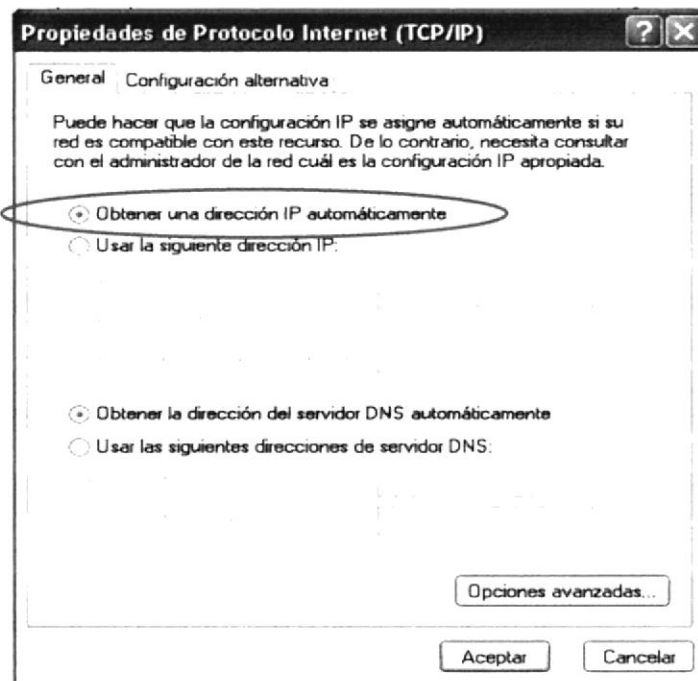 Propiedades de Protocolo Internet (TCP/IP)
General
Configuración alternativa
Puede hacer que la configuración IP se asigne automáticamente si su
red es compatible con este recurso. De lo contrario, necesita consultar
con el administrador de la red cuál es la configuración IP apropiada.
Obtener una dirección IP automáticamente
Usar la siguiente dirección IP:
Obtener la dirección del servidor DNS automáticamente
Usar las siguientes direcciones de servidor DNS:
Opciones avanzadas...
Aceptar
Cancelar